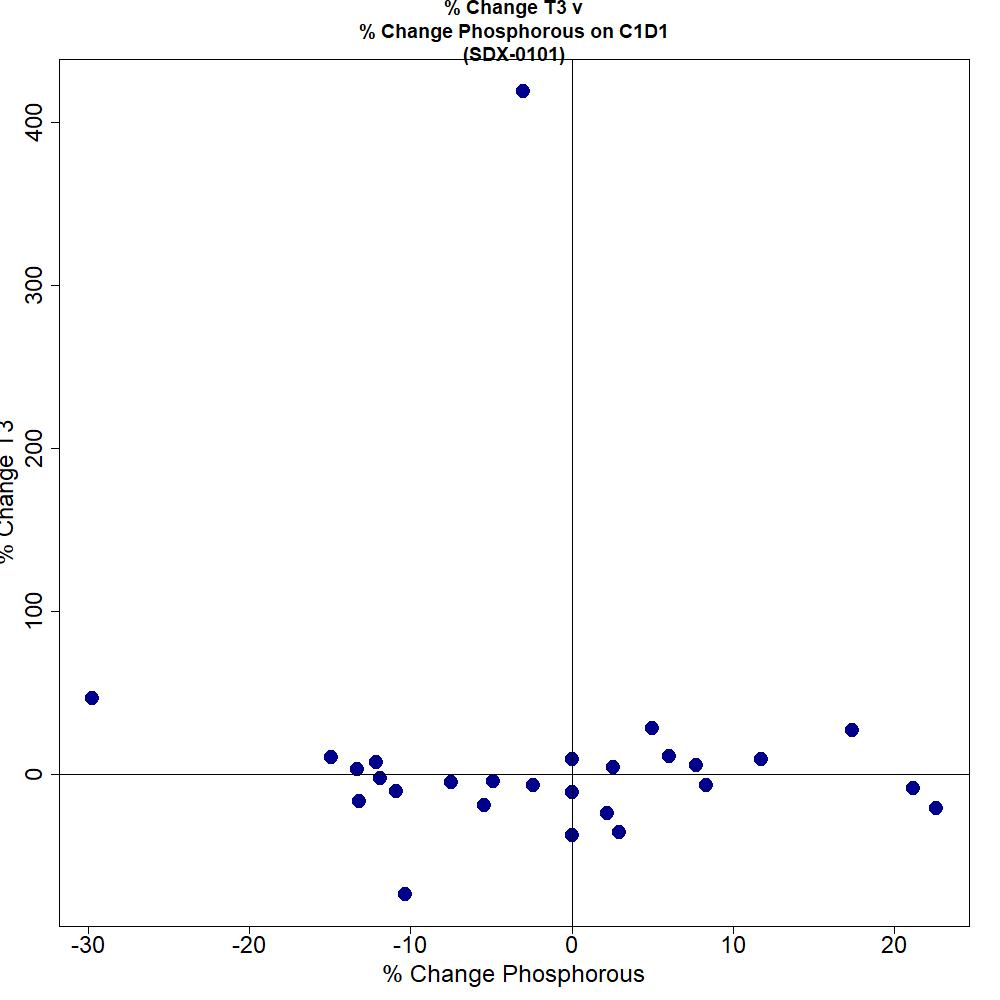 % Change T3 v
% Change Phosphorous on C1D1
(SDX-0101)
% Change T3
400
300
200
100
0
-30 -20 -10 0 10 20
% Change Phosphorous